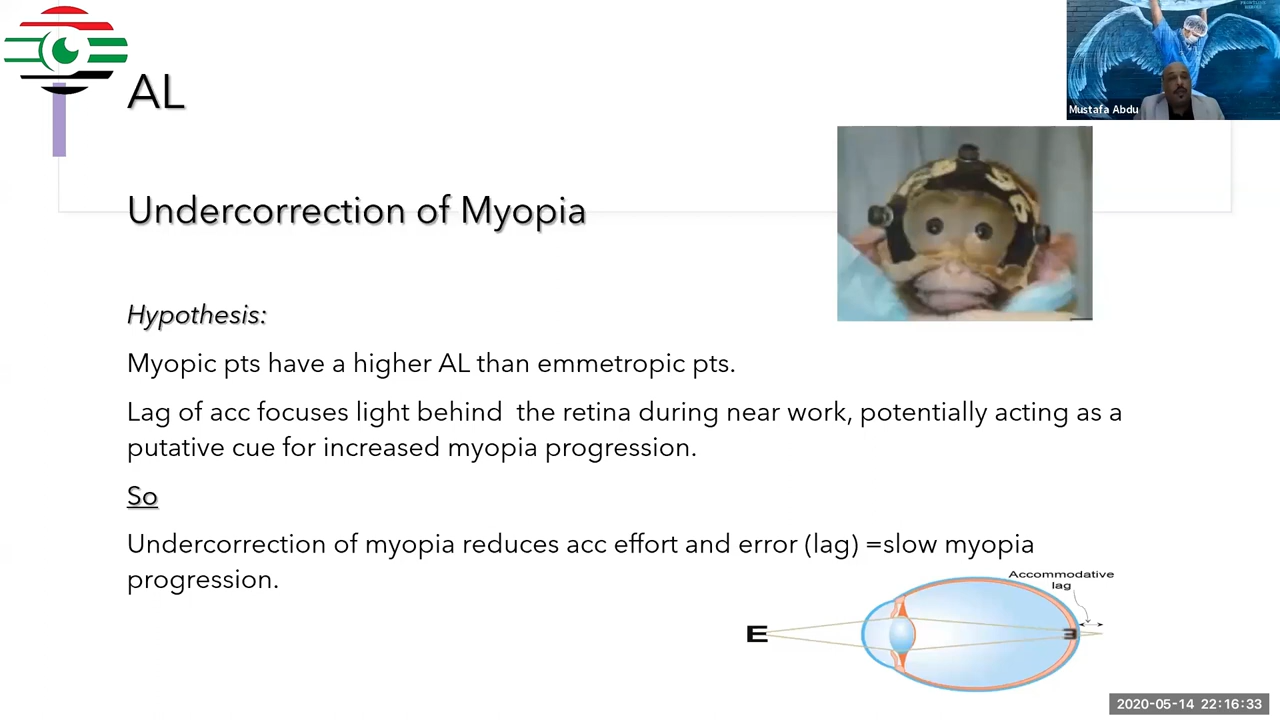 AL
Mustafa Abdu
Undercorrection of Myopia
Hypothesis:
Myopic pts have a higher AL than emmetropic pts.
Lag of acc focuses light behind the retina during near work, potentially acting as a
putative cue for increased myopia progression.
So
Undercorrection of myopia reduces acc effort and error (lag) =slow myopia
progression.
Accommodative
lag
E
E
2020-05-14 22:16:33